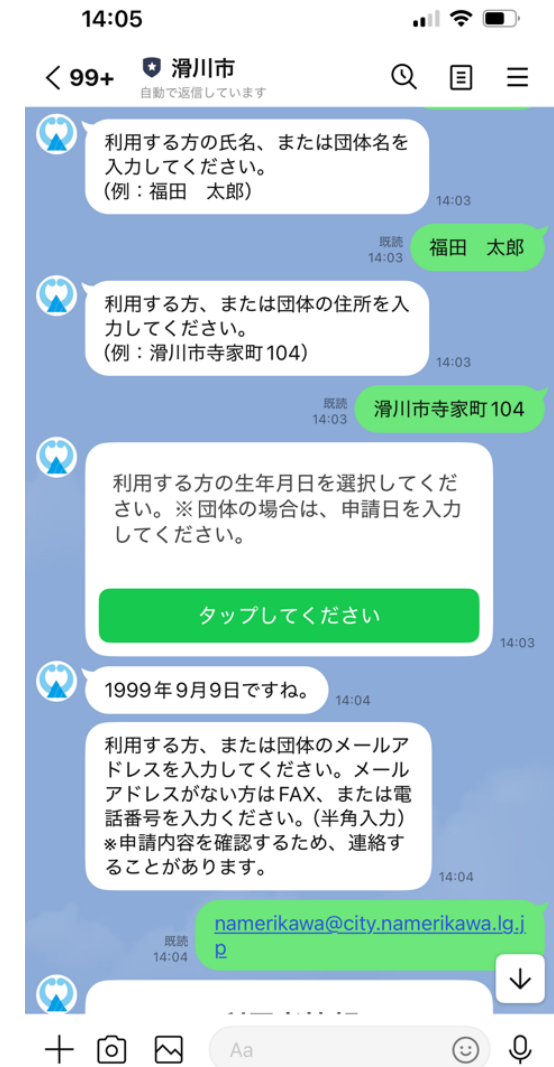 14:05
99+
滑川市
自動で返信しています
利用する方の氏名、または団体名を
入力してください。
(例：福田　太郎)
14:03
既読
14:03
福田　太郎
利用する方、または団体の住所を入
力してください。
(例：滑川市寺家町104)
14:03
既読
14:03
滑川市寺家町104
利用する方の生年月日を選択してくだ
さい。※団体の場合は、申請日を入力
してください。
タップしてください
14:03
1999年9月9日ですね。
14:04
利用する方、または団体のメールア
ドレスを入力してください。メール
アドレスがない方はFAX、または電
話番号を入力ください。(半角入力)
※申請内容を確認するため、連絡す
ることがあります。
14:04
namerikawa@city.namerikawa.lg.j
p
既読
14:04
Aa